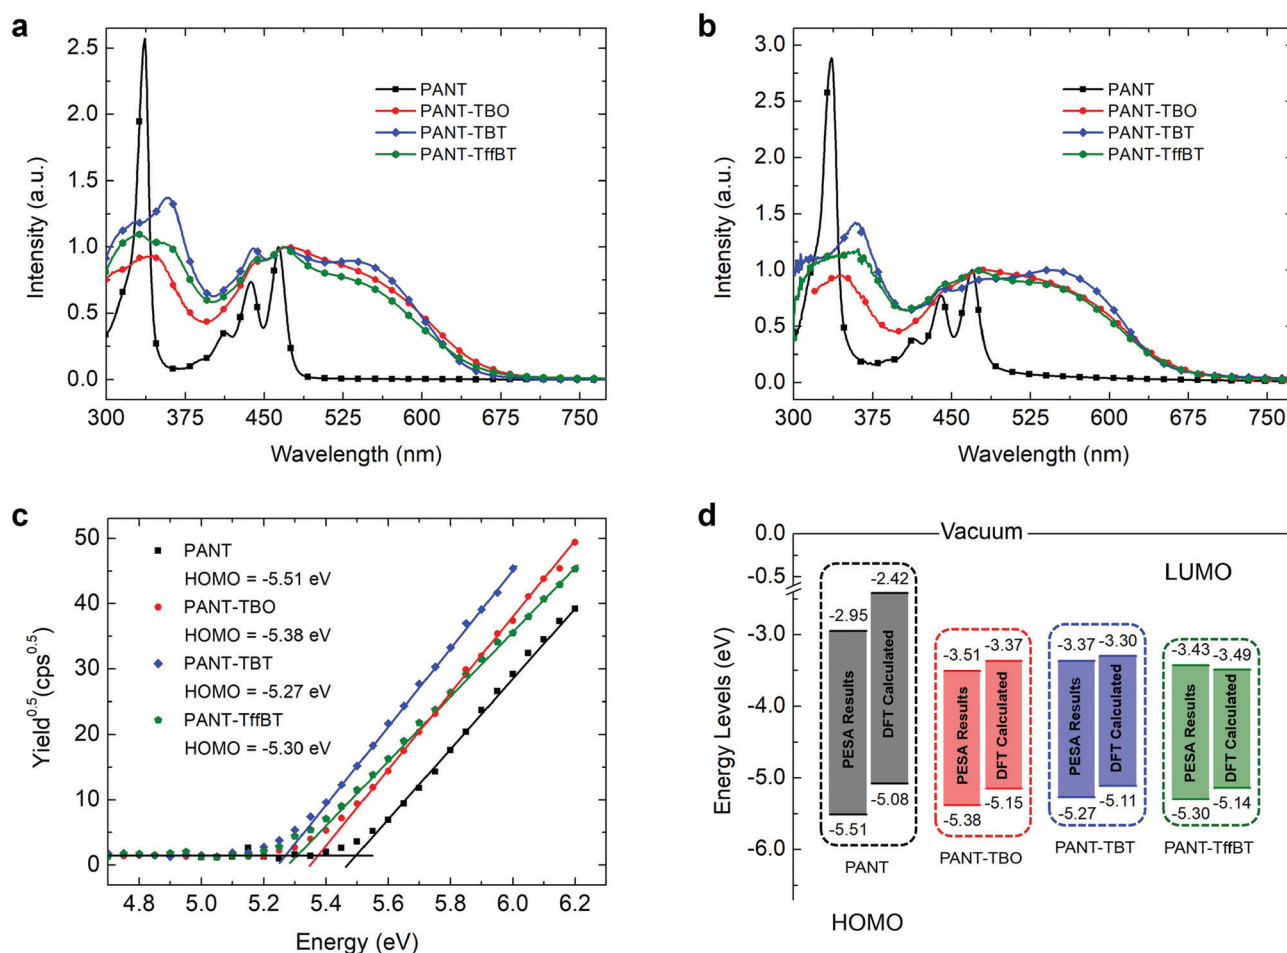 a
2.5
2.0
1.5
1.0
0.5
0.0
Intensity (a.u.)
PANT
PANT-TBO
PANT-TBT
PANT-TffBT
300 375 450 525 600 675 750
Wavelength (nm)
b
3.0
2.5
2.0
1.5
1.0
0.5
0.0
Intensity (a.u.)
PANT
PANT-TBO
PANT-TBT
PANT-TffBT
300 375 450 525 600 675 750
Wavelength (nm)
c
50
40
30
20
10
0
Yield^0.5 (cps^0.5)
PANT
HOMO = -5.51 eV
PANT-TBO
HOMO = -5.38 eV
PANT-TBT
HOMO = -5.27 eV
PANT-TffBT
HOMO = -5.30 eV
4.8 5.0 5.2 5.4 5.6 5.8 6.0 6.2
Energy (eV)
d
0.0
-0.5
-3.0
-4.0
-5.0
-6.0
Energy Levels (eV)
Vacuum
LUMO
-2.95
-2.42
PESA Results
DFT Calculated
-5.51
-5.08
PANT
-3.51
-3.37
PESA Results
DFT Calculated
-5.38
-5.15
PANT-TBO
-3.37
-3.30
PESA Results
DFT Calculated
-5.27
-5.11
PANT-TBT
-3.43
-3.49
PESA Results
DFT Calculated
-5.30
-5.14
PANT-TffBT
HOMO